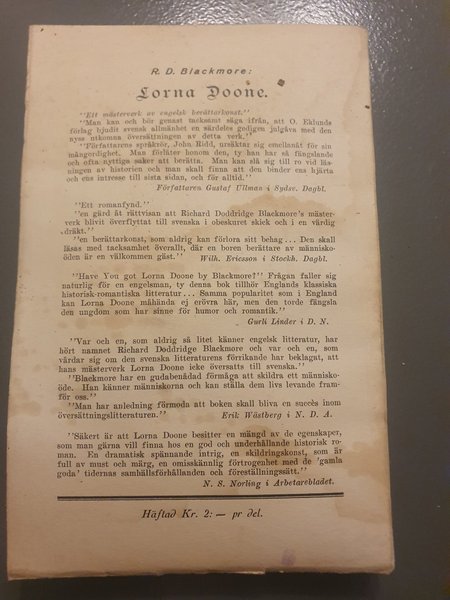 R. D. Blackmore:
Lorna Doone.
"Ett mästerverk av engelsk berättarkonst."
"Man kan och bör genast tacksamt säga ifrån, att O. Eklunds
förlag bjudit svensk allmänhet en särdeles godigen julgåva med den
nyss utkomna översättningen av detta verk."
"Författarens språkrör, John Ridd, ursäktar sig emellanåt för sin
mångordighet. Man förlåter honom den, ty han har så fängslande
och ofta nyttiga saker att berätta. Man kan slå sig till ro vid läs-
ningen av historien och man skall finna att den binder ens hjärta
och ens intresse till sista sidan, och för alltid."
Författaren Gustaf Ullman i Sydsv. Dagbl.
"Ett romanfynd."
"en gärd åt rättvisan att Richard Doddridge Blackmore's mäster-
verk blivit överflyttat till svenska i obeskuret skick och i en värdig
dräkt."
"en berättarkonst, som aldrig kan förlora sitt behag... Den skall
läsas med tacksamhet överallt, där en boren berättare av människo-
öden är en välkommen gäst." Wilh. Ericsson i Stockh. Dagbl.
"Have You got Lorna Doone by Blackmore?" Frågan faller sig
naturlig för en engelsman, ty denna bok tillhör Englands klassiska
historisk-romantiska litteratur... Samma popularitet som i England
kan Lorna Doone måhända ej erövra här, men den torde fängsla
den ungdom som har sinne för humor och romantik."
Gurli Linder i D. N.
"Var och en, som aldrig så litet känner engelsk litteratur, har
hört namnet Richard Doddridge Blackmore och var och en, som
vårdar sig om den svenska litteraturens förrikande har beklagat, att
hans mästerverk Lorna Doone icke översatts till svenska."
"Blackmore har en gudabenådad förmåga att skildra ett människo-
öde. Han känner människorna och kan ställa dem livs levande fram-
för oss."
"Man har anledning förmoda att boken skall bliva en succès inom
översättningslitteraturen." Erik Wästberg i N. D. A.
"Säkert är att Lorna Doone besitter en mängd av de egenskaper,
som man gärna vill finna hos en god och underhållande historisk ro-
man. En dramatisk spännande intrig, en skildringskonst, som är
full av must och märg, en omisskännlig förtrogenhet med de 'gamla
goda' tidernas samhällsförhållanden och föreställningssätt."
N. S. Norling i Arbetarebladet.
Häftad Kr. 2: — pr del.